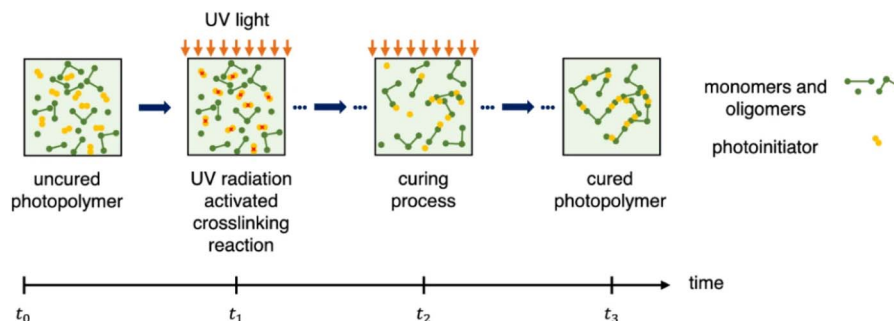 UV light
uncured
photopolymer
UV radiation
activated
crosslinking
reaction
curing
process
cured
photopolymer
monomers and
oligomers
photoinitiator
time
t₀
t₁
t₂
t₃